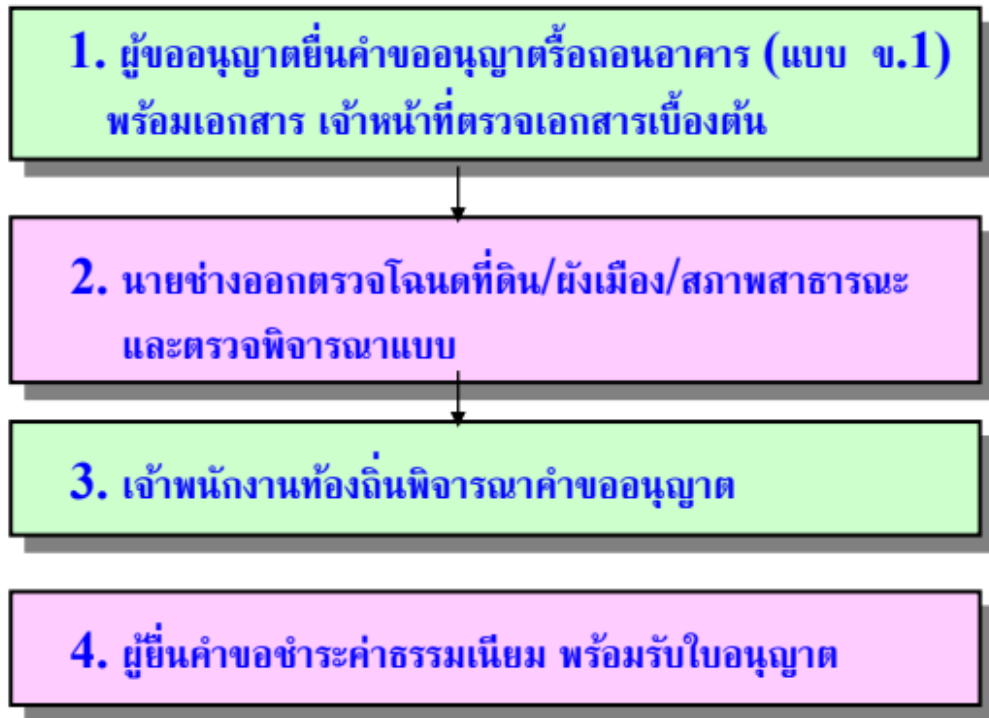 1. ผู้ขออนุญาตยื่นคำขออนุญาตรื้อถอนอาคาร (แบบ ข.1)
พร้อมเอกสาร เจ้าหน้าที่ตรวจเอกสารเบื้องต้น
2. นายช่างออกตรวจโฉนดที่ดิน/ผังเมือง/สภาพสาธารณะ
และตรวจพิจารณาแบบ
3. เจ้าพนักงานท้องถิ่นพิจารณาคำขออนุญาต
4. ผู้ยื่นคำขอชำระค่าธรรมเนียม พร้อมรับใบอนุญาต